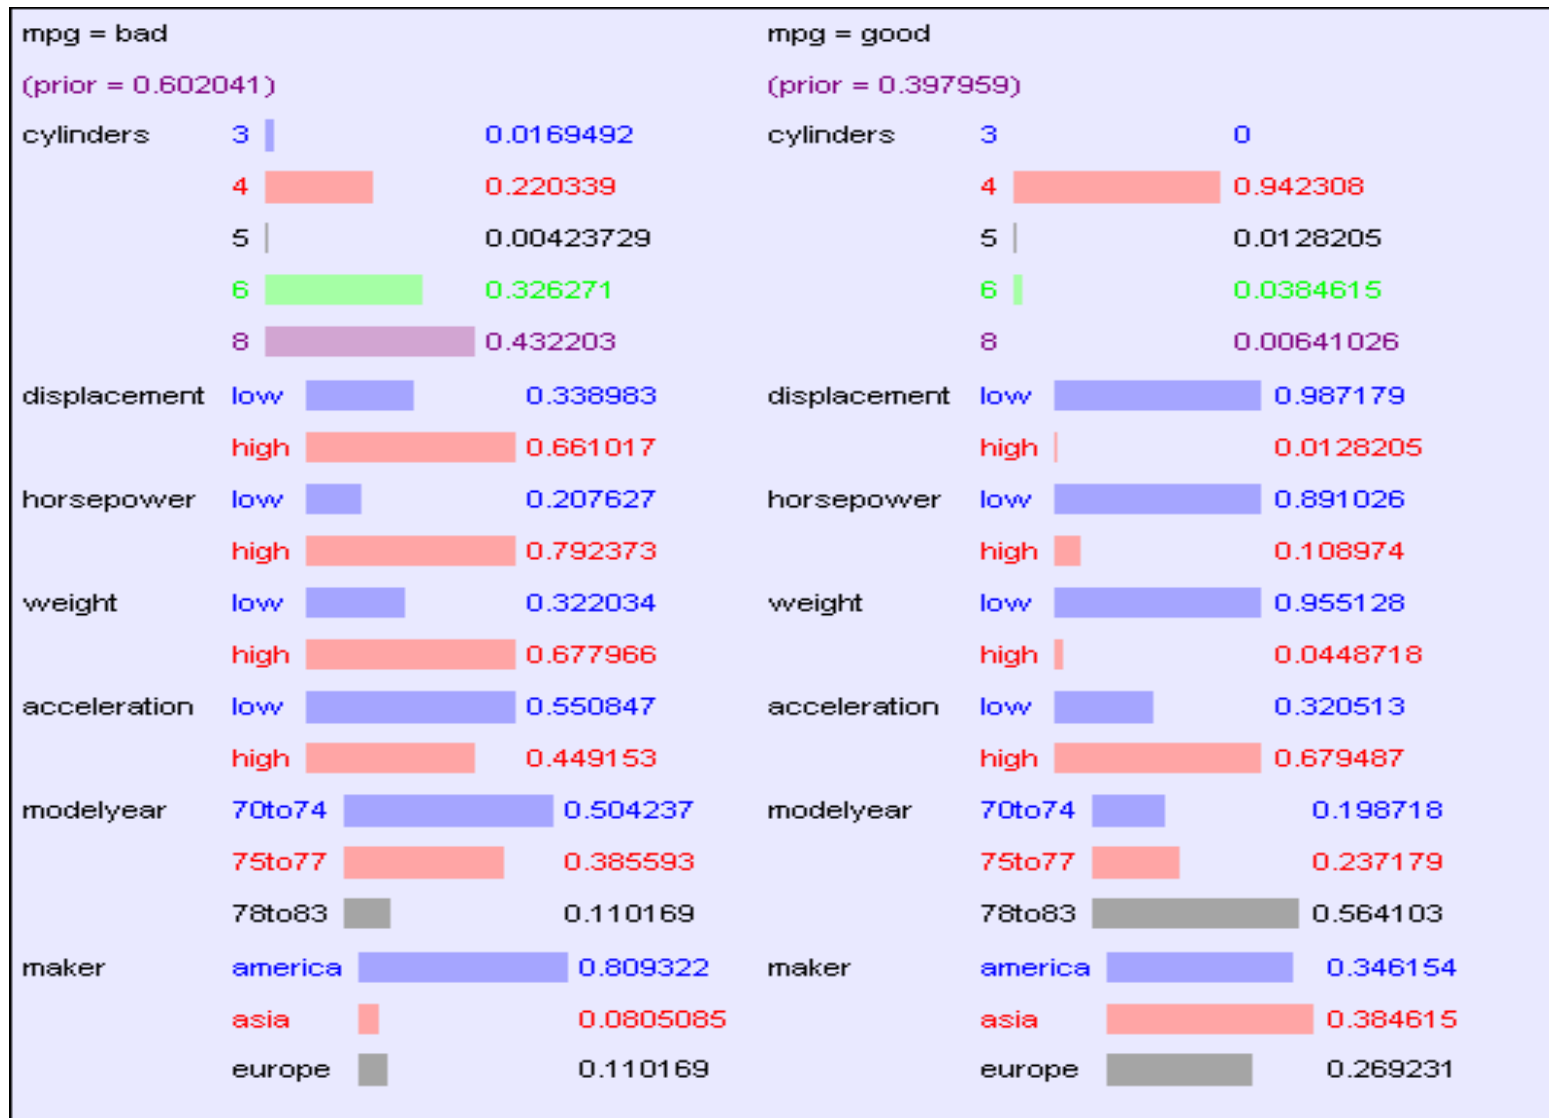 mpg = bad mpg = good
(prior = 0.602041) (prior = 0.397959)
cylinders 3 0.0169492 cylinders 3 0
4 0.220339 4 0.942308
5 0.00423729 5 0.0128205
6 0.326271 6 0.0384615
8 0.432203 8 0.00641026
displacement low 0.338983 displacement low 0.987179
high 0.661017 high 0.0128205
horsepower low 0.207627 horsepower low 0.891026
high 0.792373 high 0.108974
weight low 0.322034 weight low 0.955128
high 0.677966 high 0.0448718
acceleration low 0.550847 acceleration low 0.320513
high 0.449153 high 0.679487
modelyear 70to74 0.504237 modelyear 70to74 0.198718
75to77 0.385593 75to77 0.237179
78to83 0.110169 78to83 0.564103
maker america 0.809322 maker america 0.346154
asia 0.0805085 asia 0.384615
europe 0.110169 europe 0.269231